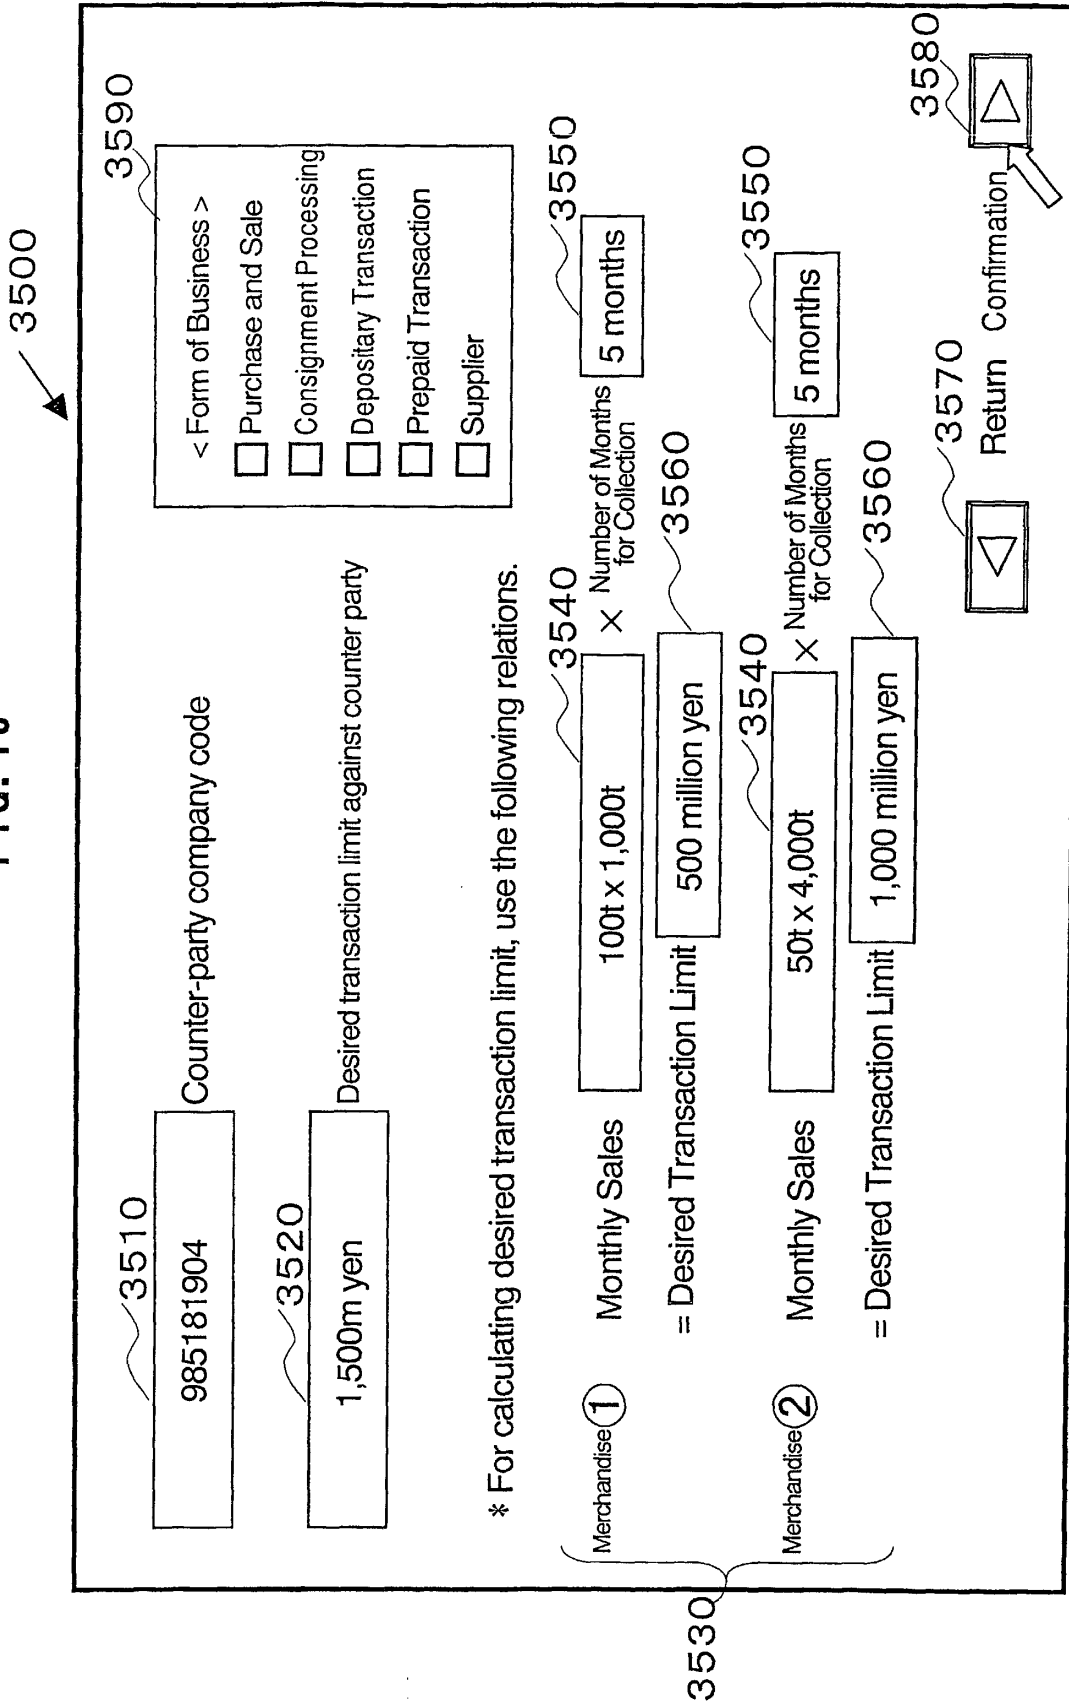 3500
3510
985181904
Counter-party company code
3520
1,500m yen
Desired transaction limit against counter party
3590
< Form of Business >
Purchase and Sale
Consignment Processing
Depositary Transaction
Prepaid Transaction
Supplier
* For calculating desired transaction limit, use the following relations.
3530
Merchandise 1 Monthly Sales 100t x 1,000t × Number of Months for Collection 5 months
3540
3550
= Desired Transaction Limit 500 million yen
3560
Merchandise 2 Monthly Sales 50t x 4,000t × Number of Months for Collection 5 months
3540
3550
= Desired Transaction Limit 1,000 million yen
3560
3570
Return Confirmation
3580